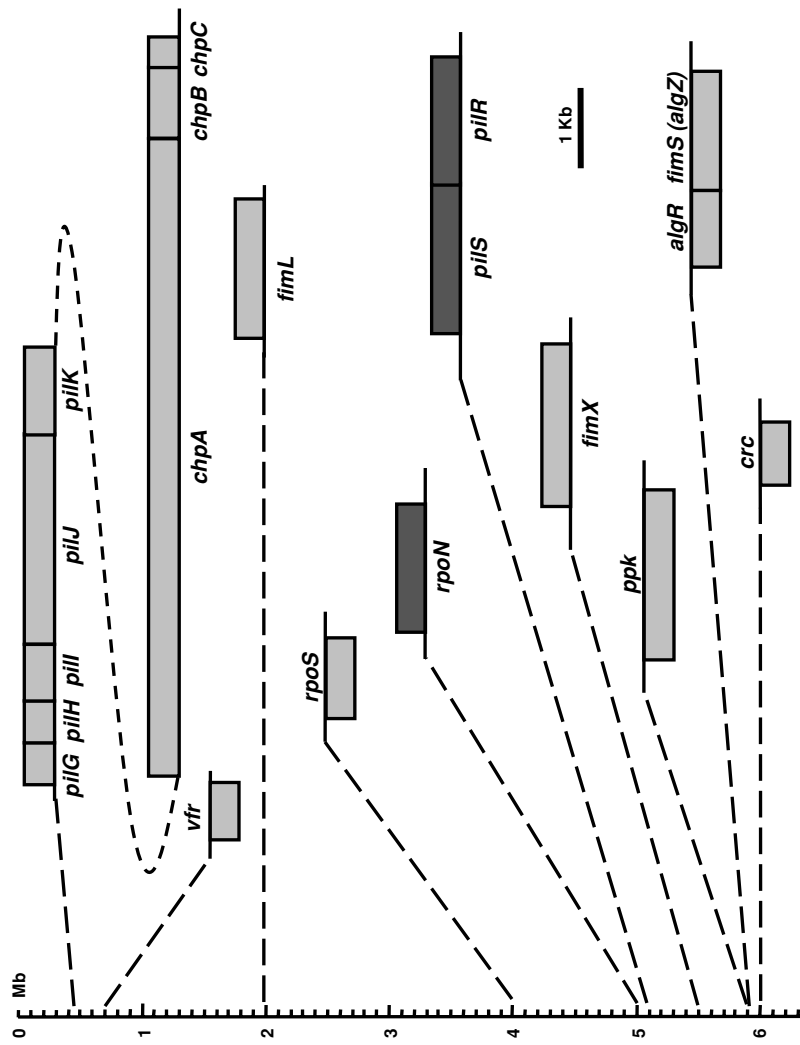 Mb
0
1
2
3
4
5
6
pilG pilH pilI pilJ pilK
chpA chpB chpC
vfr
fimL
rpoS
rpoN
pilS pilR
1 Kb
fimX
ppk
algR fimS (algZ)
crc